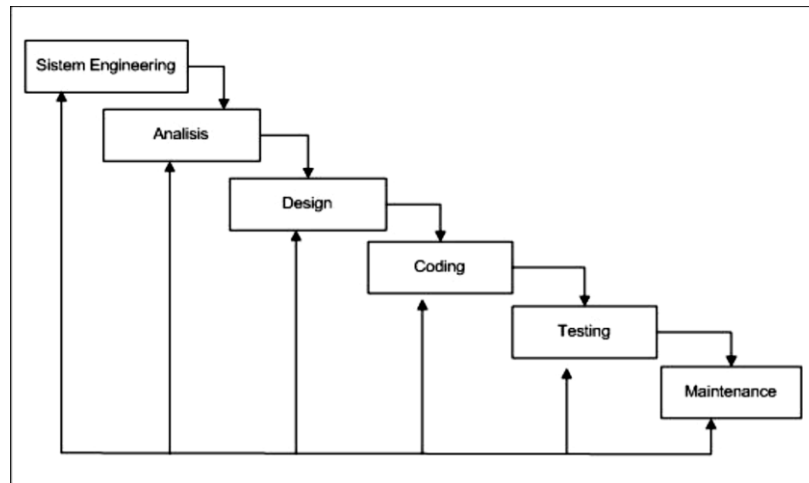 Sistem Engineering
Analisis
Design
Coding
Testing
Maintenance